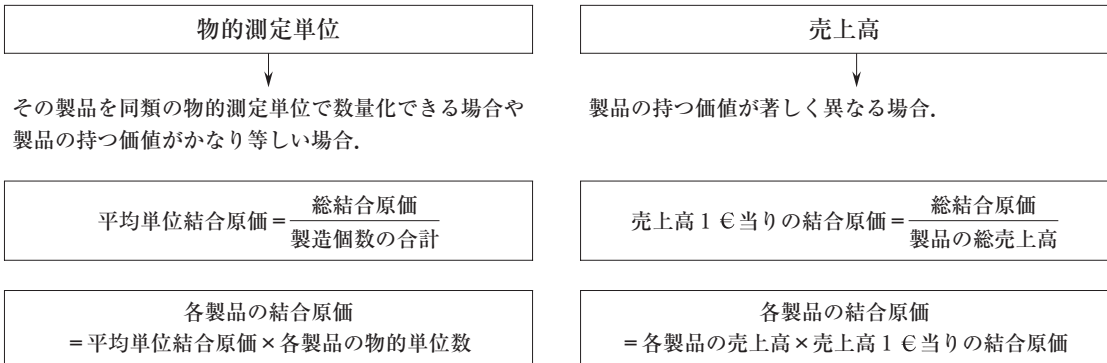 物的測定単位
その製品を同類の物的測定単位で数量化できる場合や
製品の持つ価値がかなり等しい場合.
平均単位結合原価=総結合原価/製造個数の合計
各製品の結合原価
=平均単位結合原価×各製品の物的単位数
売上高
製品の持つ価値が著しく異なる場合.
売上高1€当りの結合原価=総結合原価/製品の総売上高
各製品の結合原価
=各製品の売上高×売上高1€当りの結合原価